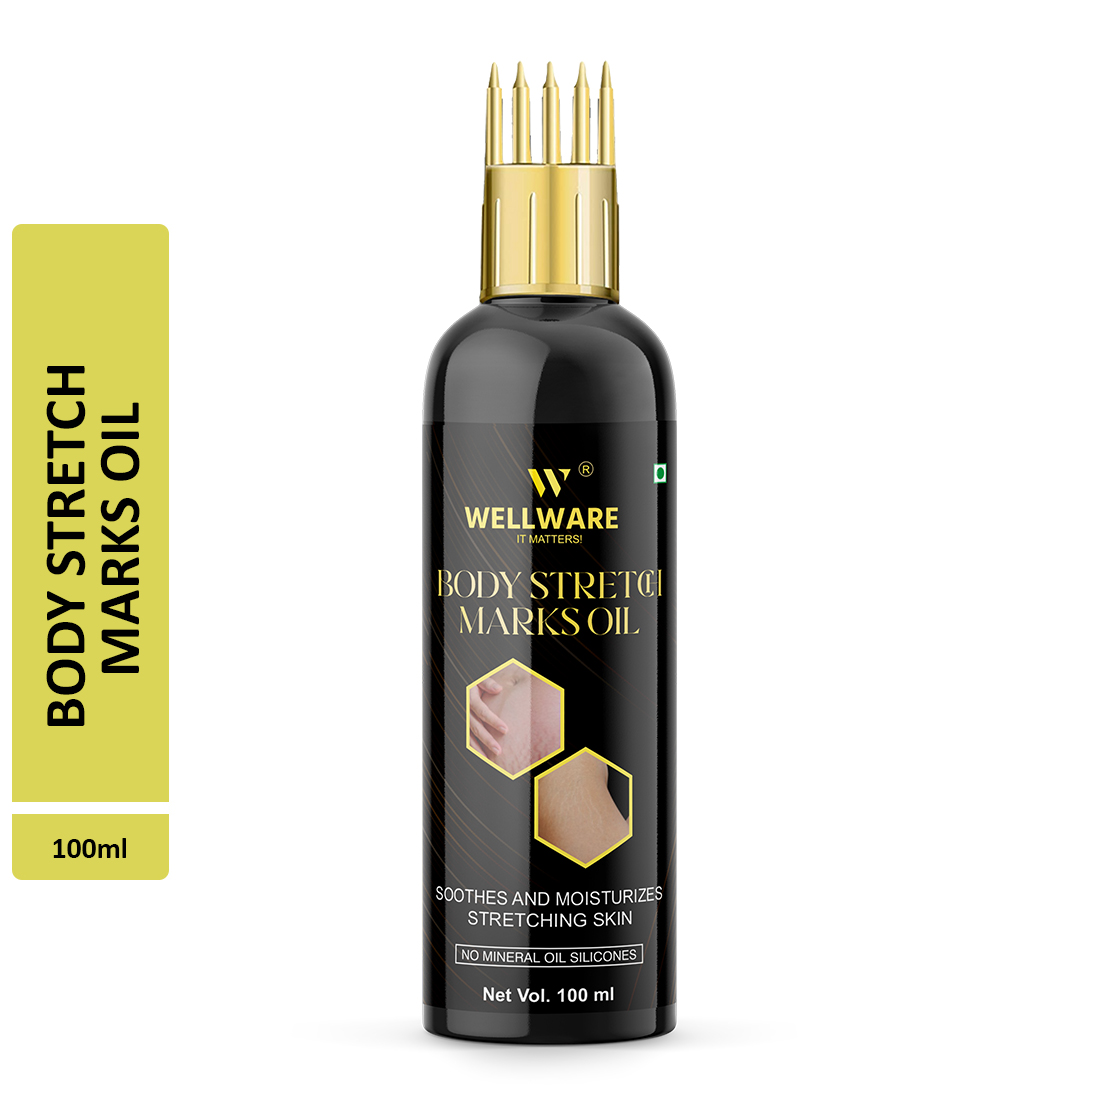 BODY STRETCH
MARKS OIL
100ml
W ®
WELLWARE
IT MATTERS!
BODY STRETCH
MARKS OIL
SOOTHES AND MOISTURIZES
STRETCHING SKIN
NO MINERAL OIL SILICONES
Net Vol. 100 ml